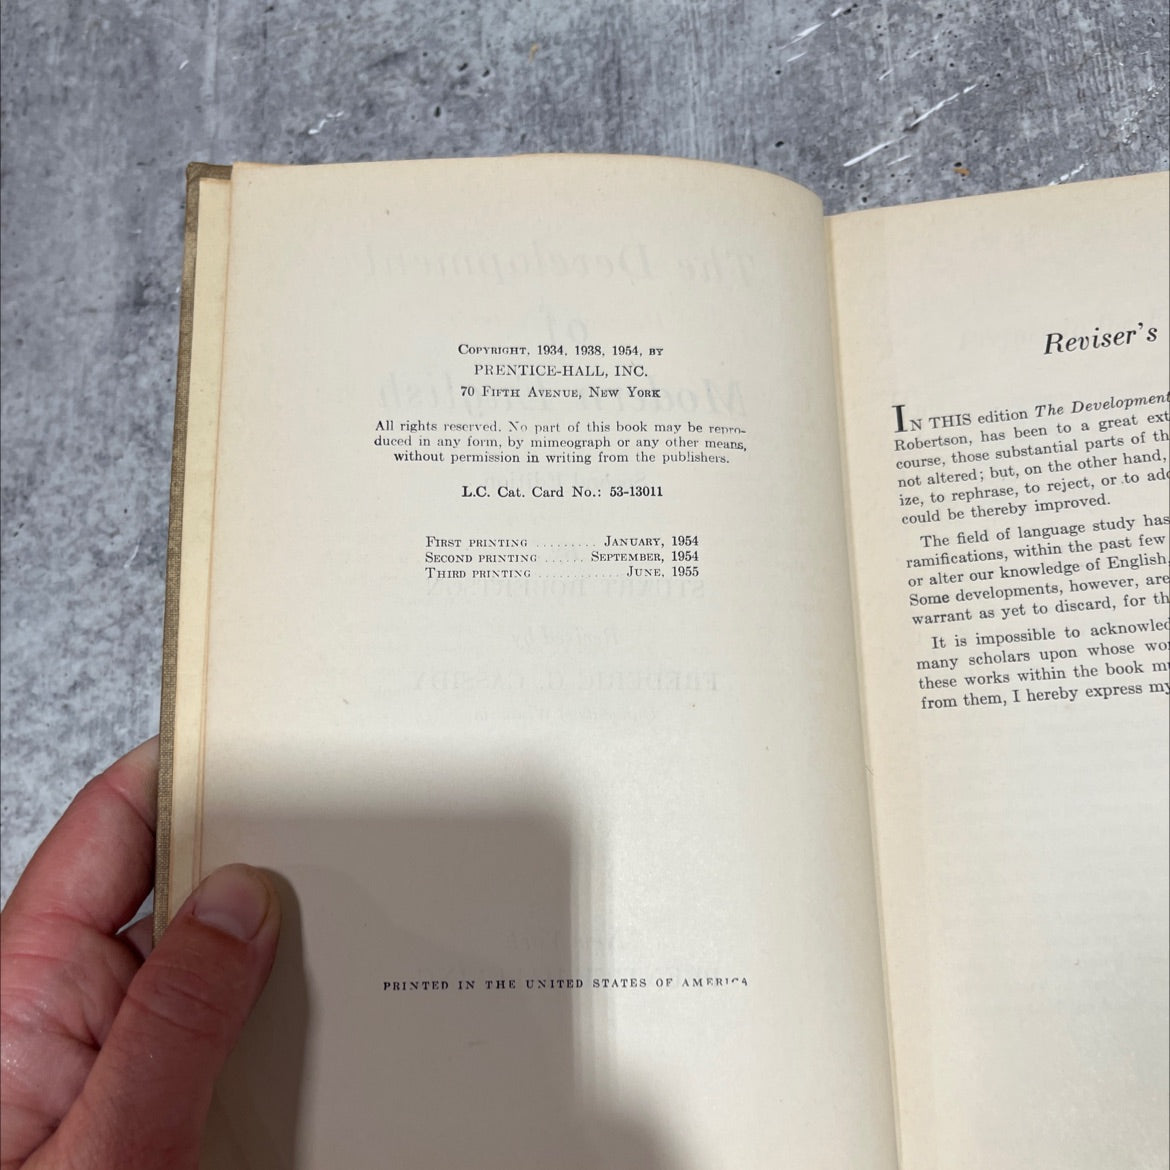 COPYRIGHT, 1934, 1938, 1954, BY
PRENTICE-HALL, INC.
70 FIFTH AVENUE, NEW YORK
All rights reserved. No part of this book may be repro-
duced in any form, by mimeograph or any other means,
without permission in writing from the publishers.
L.C. Cat. Card No.: 53-13011
FIRST PRINTING ......... JANUARY, 1954
SECOND PRINTING ...... SEPTEMBER, 1954
THIRD PRINTING ............ JUNE, 1955
PRINTED IN THE UNITED STATES OF AMERICA
Reviser's
IN THIS edition The Development
Robertson, has been to a great ext
course, those substantial parts of th
not altered; but, on the other hand,
ize, to rephrase, to reject, or to add
could be thereby improved.
The field of language study has
ramifications, within the past few
or alter our knowledge of English,
Some developments, however, are
warrant as yet to discard, for th
It is impossible to acknowled
many scholars upon whose wor
these works within the book m
from them, I hereby express my